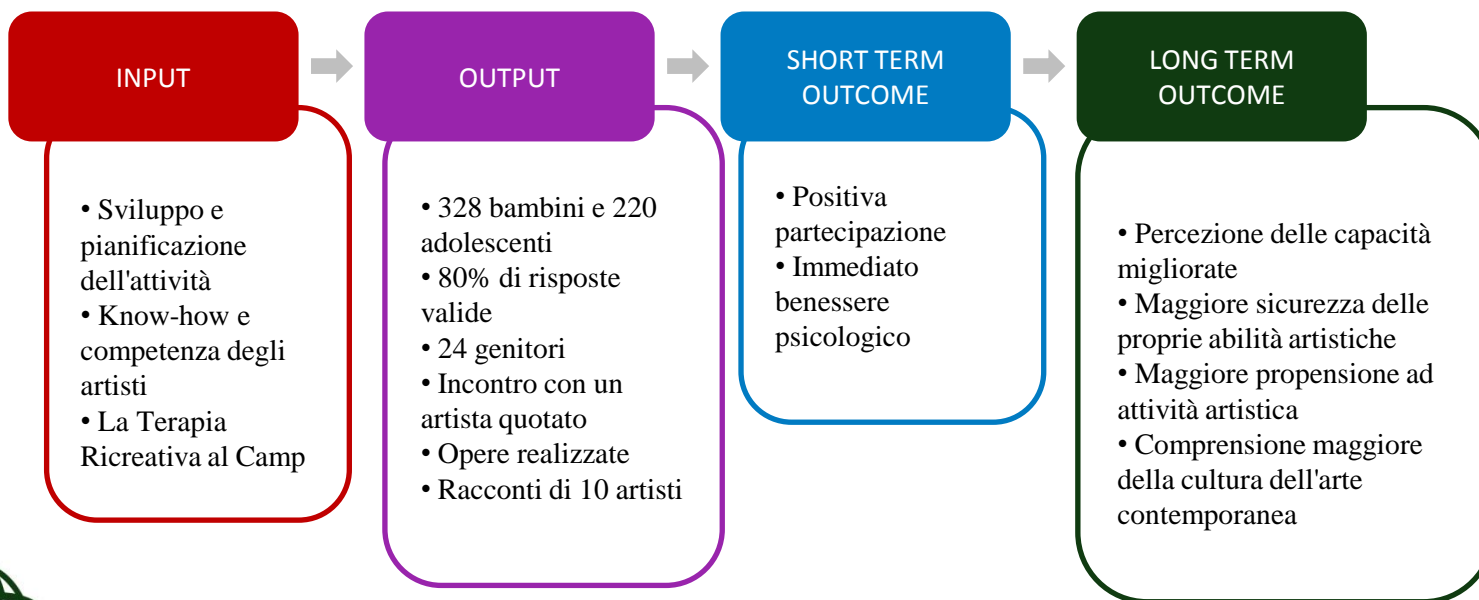 INPUT
• Sviluppo e
pianificazione
dell'attività
• Know-how e
competenza degli
artisti
• La Terapia
Ricreativa al Camp
OUTPUT
• 328 bambini e 220
adolescenti
• 80% di risposte
valide
• 24 genitori
• Incontro con un
artista quotato
• Opere realizzate
• Racconti di 10 artisti
SHORT TERM
OUTCOME
• Positiva
partecipazione
• Immediato
benessere
psicologico
LONG TERM
OUTCOME
• Percezione delle capacità
migliorate
• Maggiore sicurezza delle
proprie abilità artistiche
• Maggiore propensione ad
attività artistica
• Comprensione maggiore
della cultura dell'arte
contemporanea